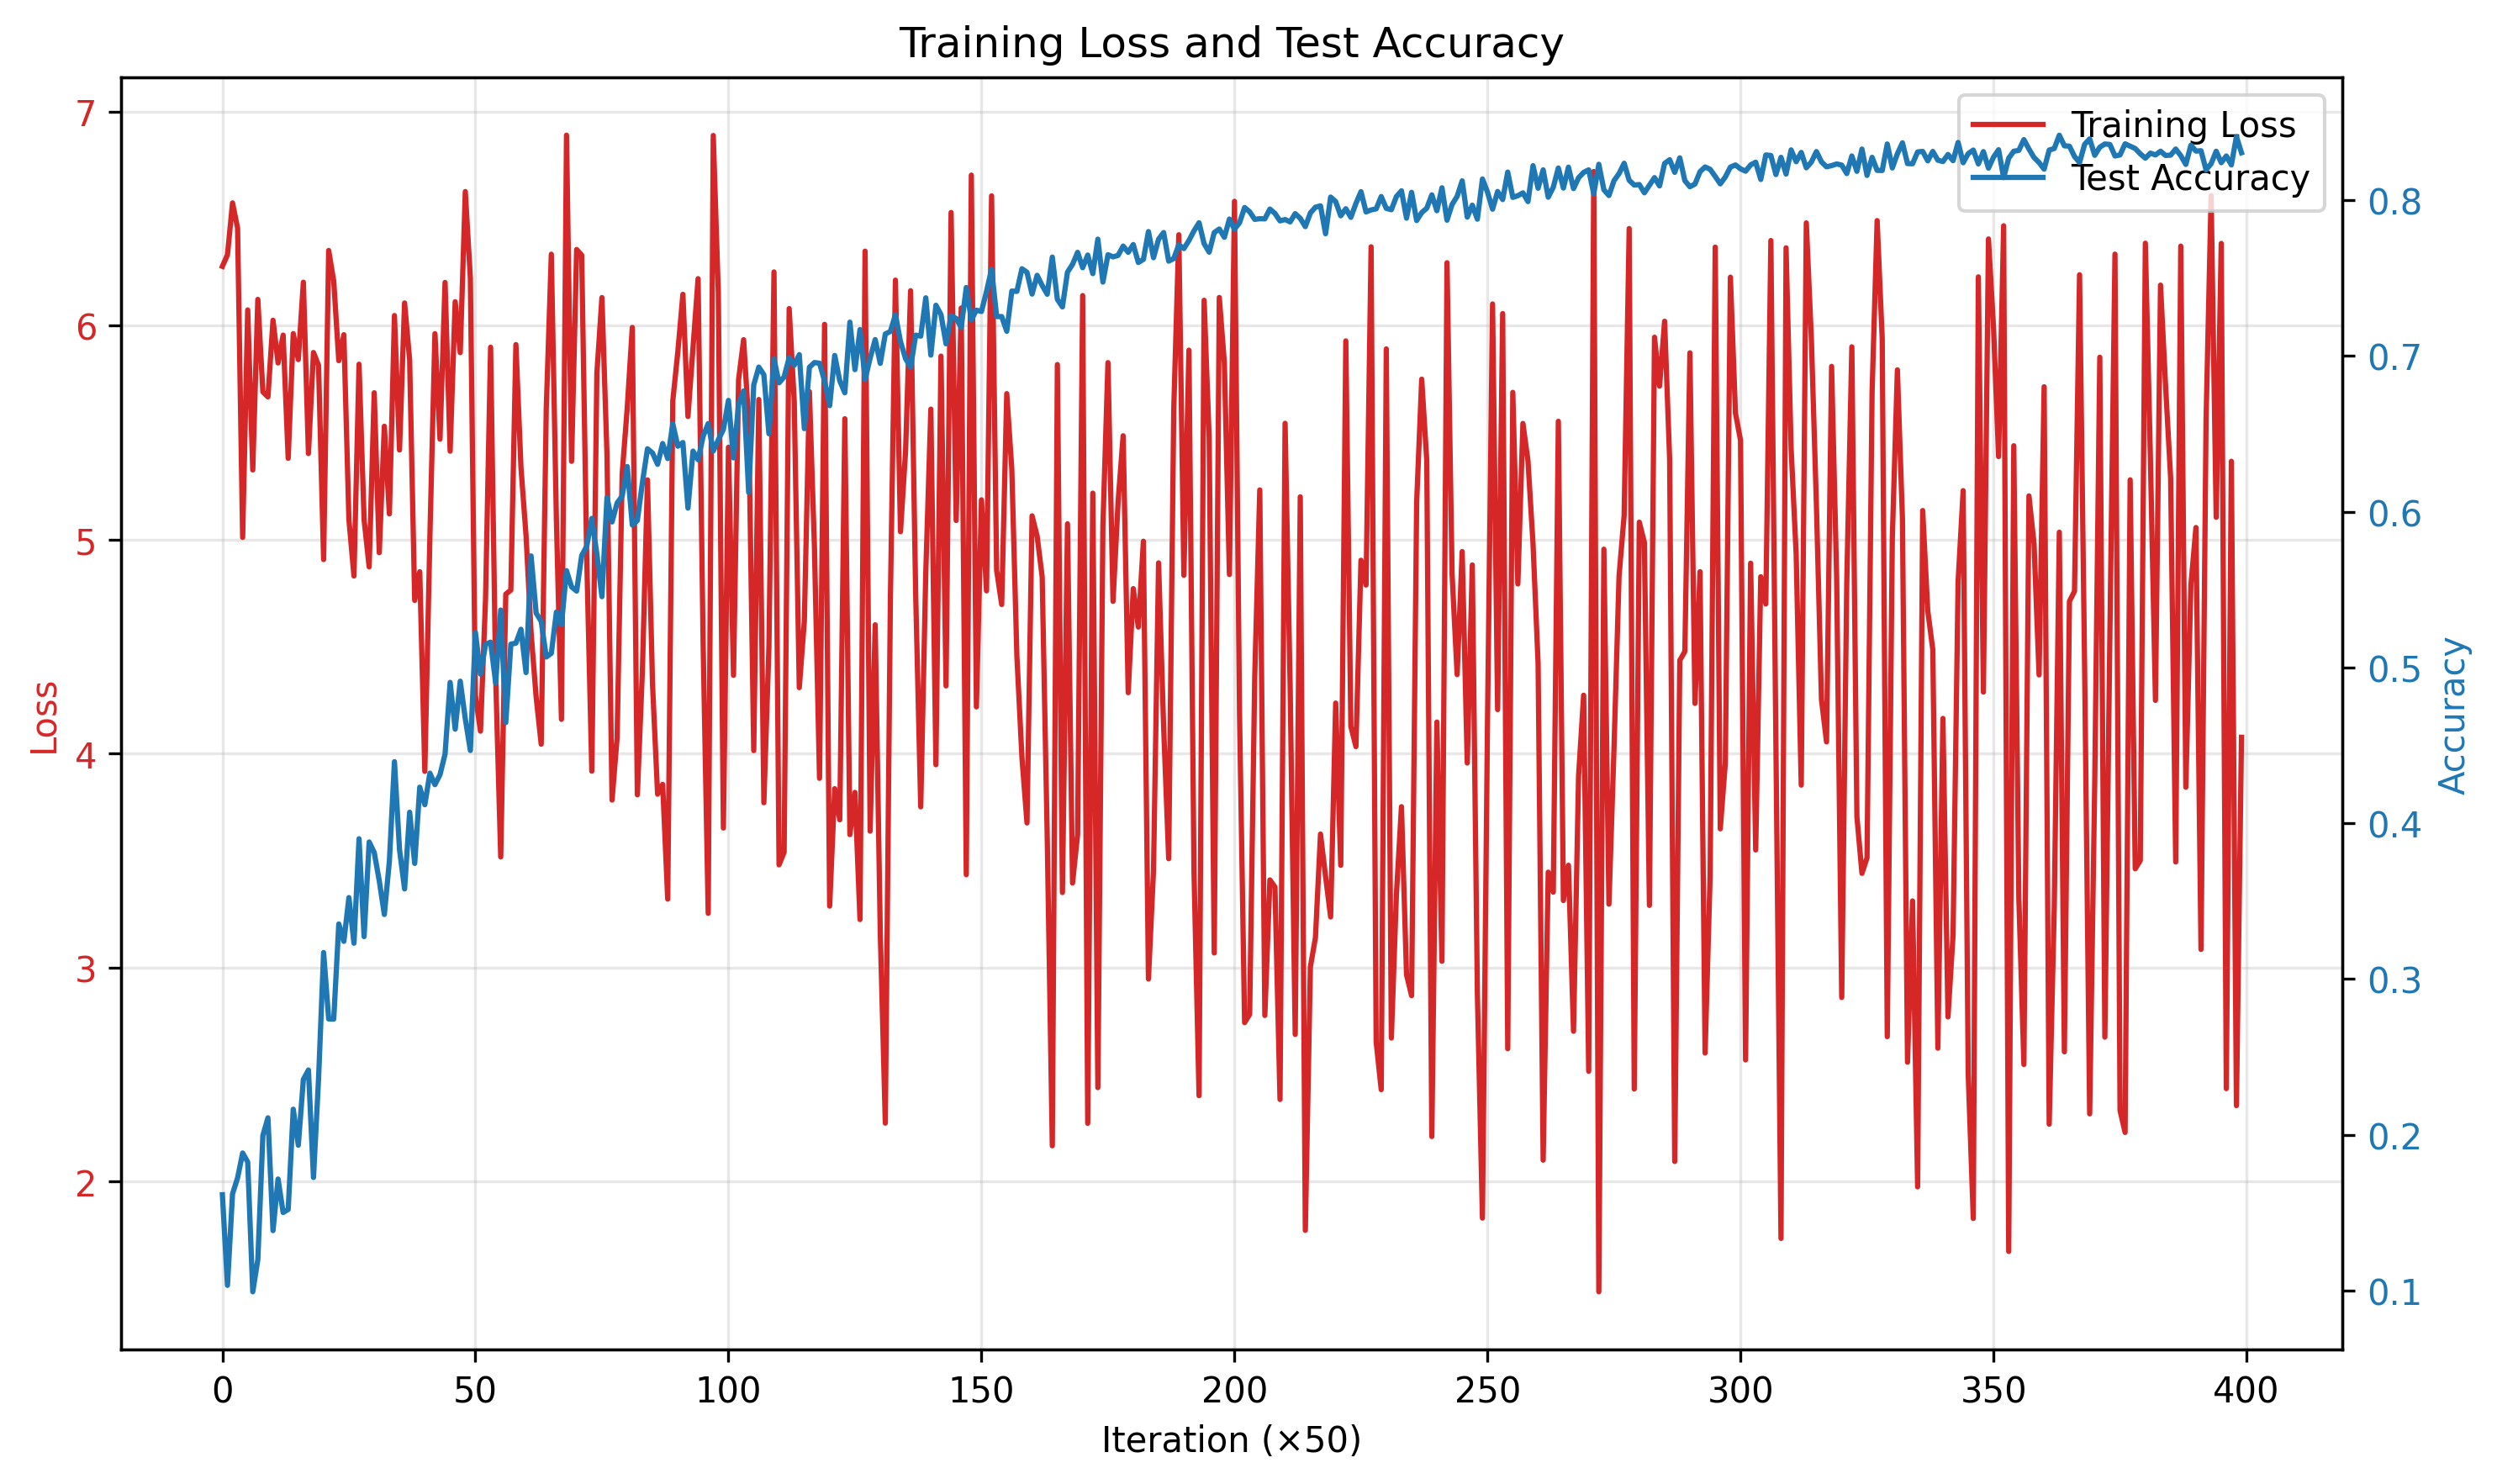 Training Loss and Test Accuracy
7
6
5
4
3
2
Loss
Training Loss
Test Accuracy
0.8
0.7
0.6
0.5
0.4
0.3
0.2
0.1
Accuracy
0 50 100 150 200 250 300 350 400
Iteration (×50)